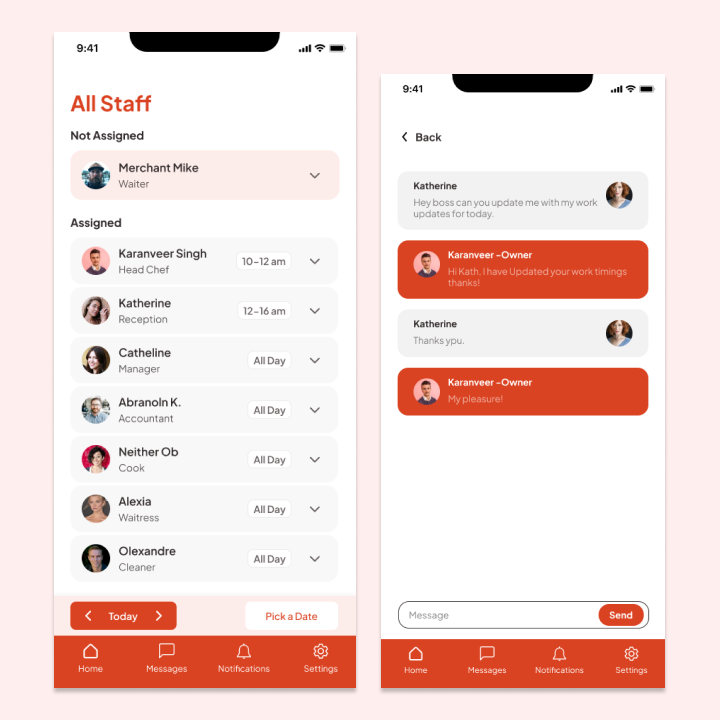 9:41
All Staff
Not Assigned
Merchant Mike
Waiter
Assigned
Karanveer Singh
Head Chef
10-12 am
Katherine
Reception
12-16 am
Catheline
Manager
All Day
Abranoln K.
Accountant
All Day
Neither Ob
Cook
All Day
Alexia
Waitress
All Day
Olexandre
Cleaner
All Day
Today
Pick a Date
Home
Messages
Notifications
Settings
9:41
Back
Katherine
Hey boss can you update me with my work
updates for today.
Karanveer -Owner
Hi Kath, I have Updated your work timings
thanks!
Katherine
Thanks ypu.
Karanveer -Owner
My pleasure!
Message
Send
Home
Messages
Notifications
Settings